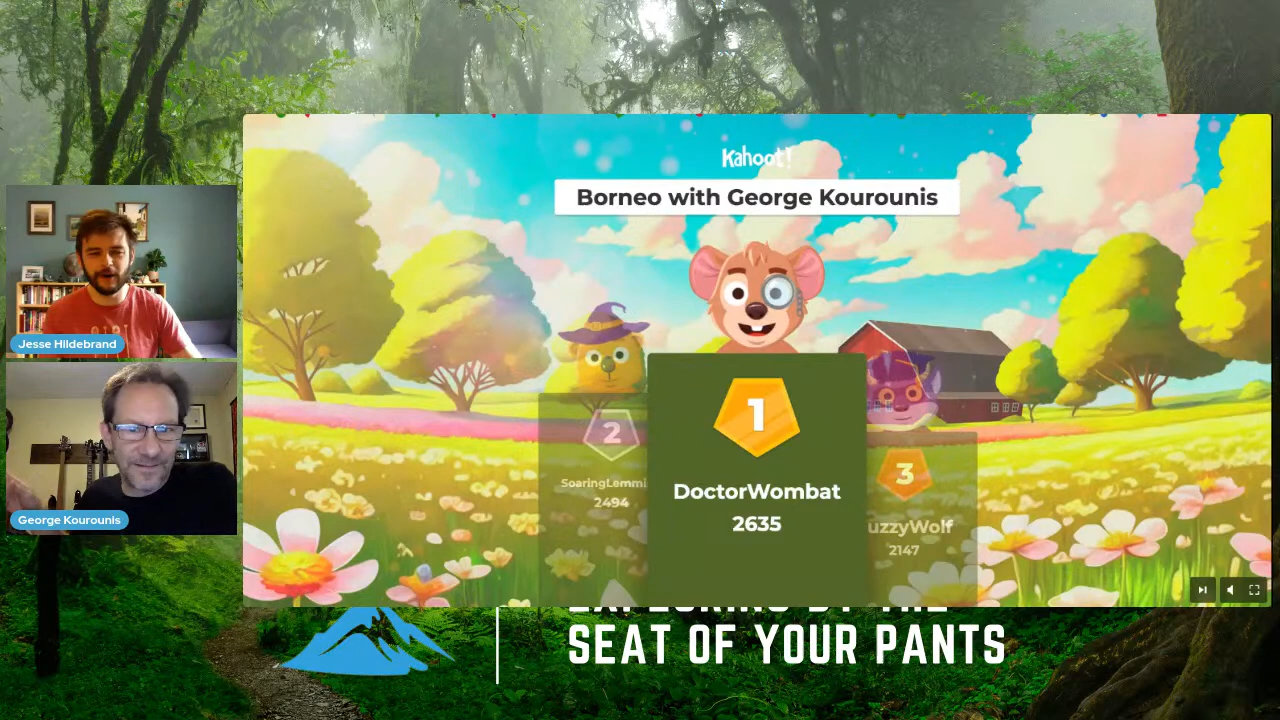 Kahoot!
Borneo with George Kourounis
Jesse Hildebrand
George Kourounis
1
DoctorWombat
2635
2
2494
3
2147
SEAT OF YOUR PANTS